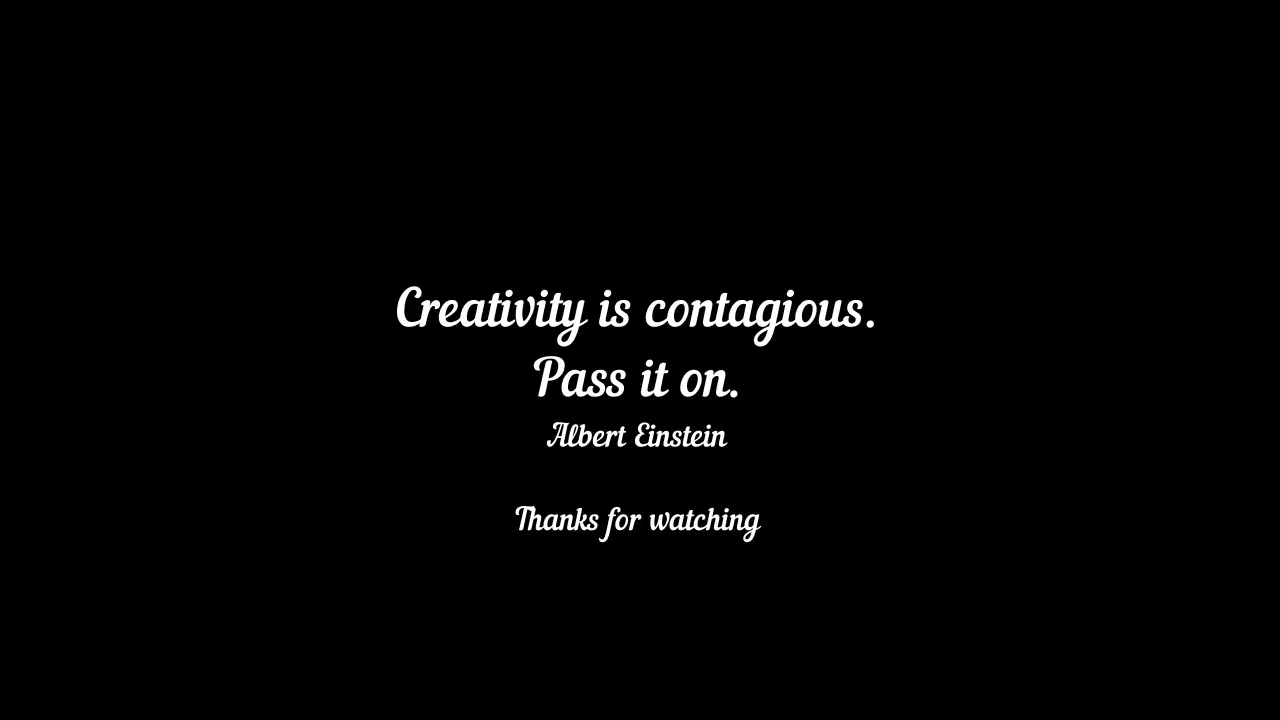 Creativity is contagious.
Pass it on.
Albert Einstein
Thanks for watching